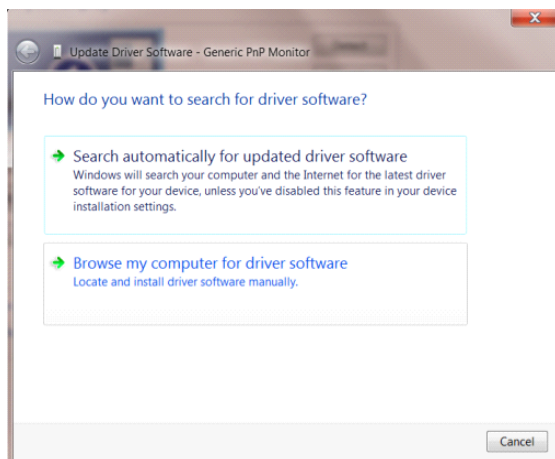 Update Driver Software - Generic PnP Monitor
How do you want to search for driver software?
Search automatically for updated driver software
Windows will search your computer and the Internet for the latest driver
software for your device, unless you've disabled this feature in your device
installation settings.
Browse my computer for driver software
Locate and install driver software manually.
Cancel